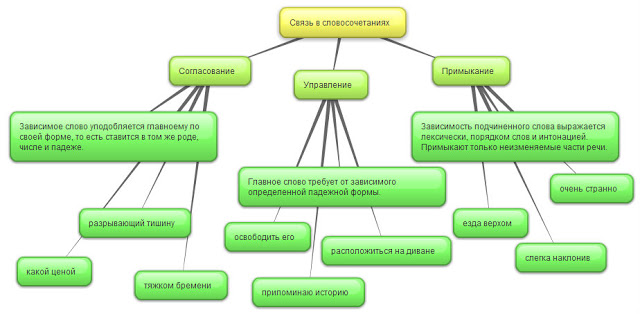 Связь в словосочетаниях
Согласование
Управление
Примыкание
Зависимое слово уподобляется главноему по
своей форме, то есть ставится в том же роде,
числе и падеже.
Зависимость подчиненного слова выражается
лексически, порядком слов и интонацией.
Примыкают только неизменяемые части речи.
Главное слово требует от зависимого
определенной падежной формы.
очень странно
разрывающий тишину
езда верхом
освободить его
расположиться на диване
слегка наклонив
какой ценой
тяжком бремени
припоминаю историю